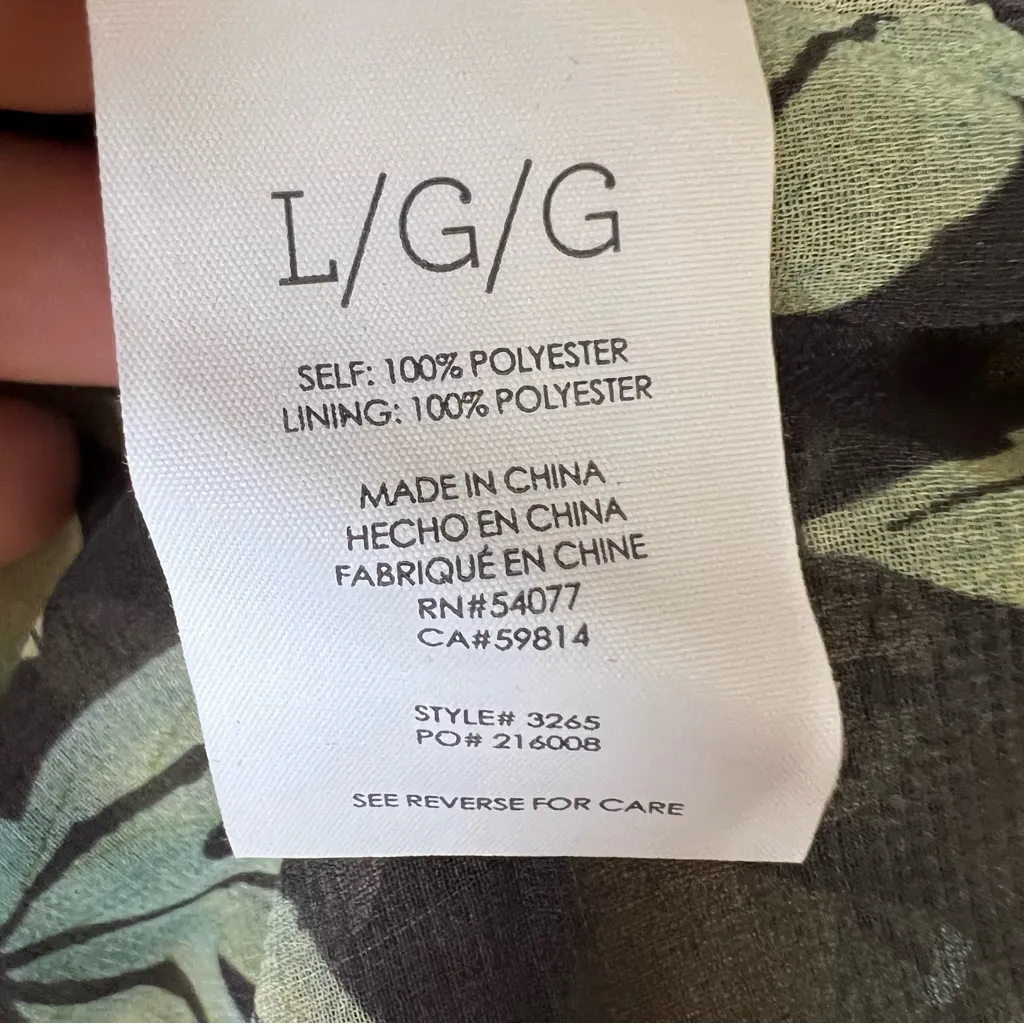 L/G/G
SELF: 100% POLYESTER
LINING: 100% POLYESTER
MADE IN CHINA
HECHO EN CHINA
FABRIQUÉ EN CHINE
RN#54077
CA#59814
STYLE# 3265
PO# 216008
SEE REVERSE FOR CARE